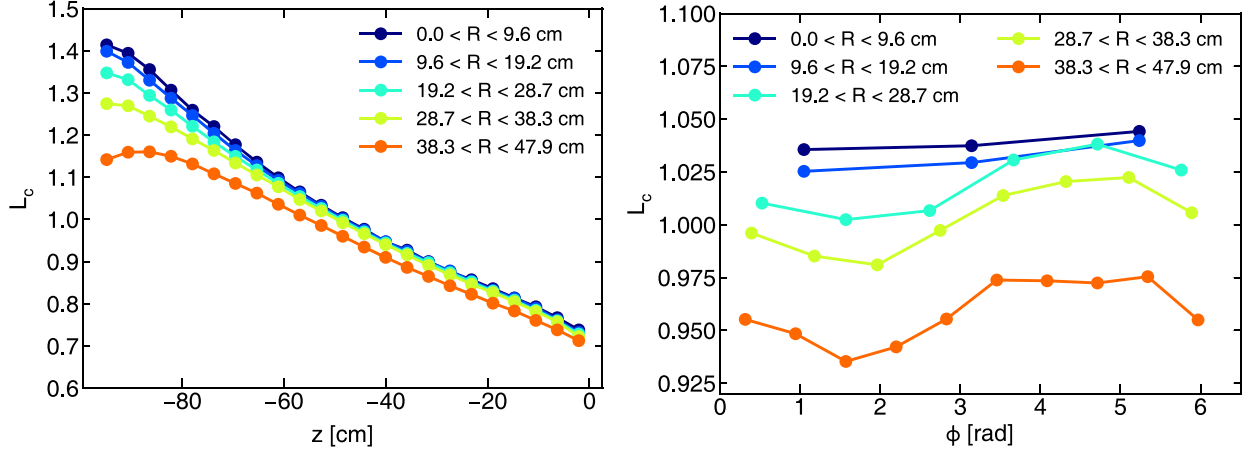 1.5
1.4
1.3
1.2
1.1
1.0
0.9
0.8
0.7
0.6
L_c
−80 −60 −40 −20 0
z [cm]
0.0 < R < 9.6 cm
9.6 < R < 19.2 cm
19.2 < R < 28.7 cm
28.7 < R < 38.3 cm
38.3 < R < 47.9 cm
1.100
1.075
1.050
1.025
1.000
0.975
0.950
0.925
L_c
0 1 2 3 4 5 6
ϕ [rad]
0.0 < R < 9.6 cm
9.6 < R < 19.2 cm
19.2 < R < 28.7 cm
28.7 < R < 38.3 cm
38.3 < R < 47.9 cm